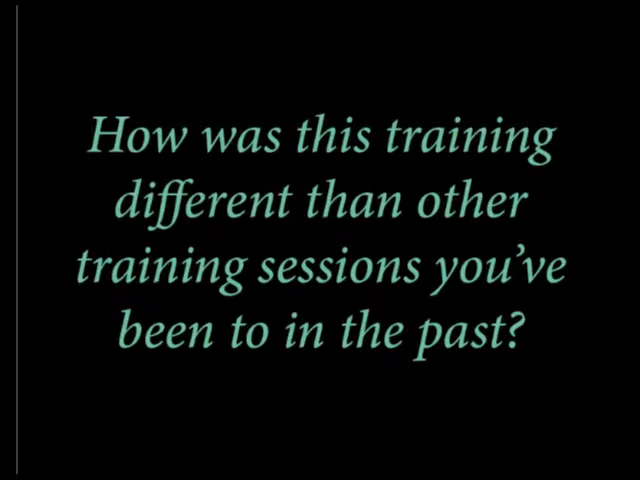 How was this training
different than other
training sessions you’ve
been to in the past?